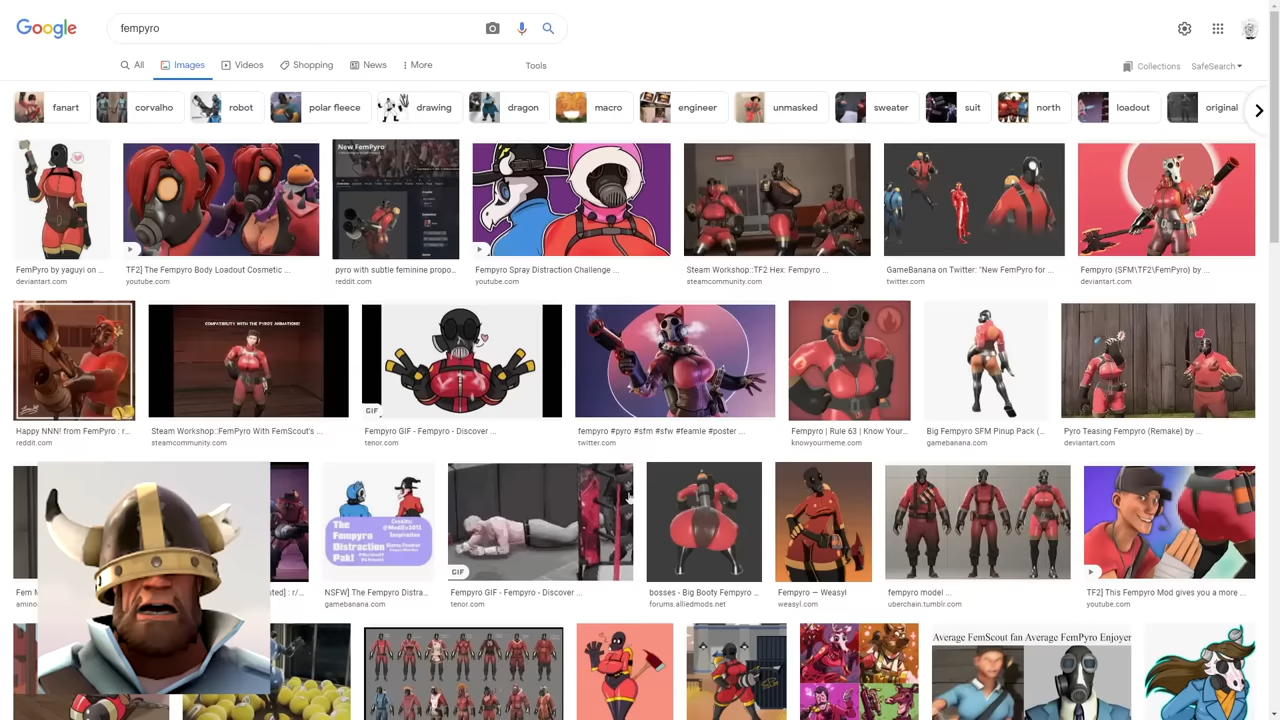 Google
fempyro
All
Images
Videos
Shopping
News
More
Tools
Collections
SafeSearch
fanart
corvalho
robot
polar fleece
drawing
dragon
macro
engineer
unmasked
sweater
suit
north
loadout
original
New FemPyro
FemPyro by yaguyi on ...
deviantart.com
TF2] The Fempyro Body Loadout Cosmetic ...
youtube.com
pyro with subtle feminine propo...
reddit.com
Fempyro Spray Distraction Challenge ...
youtube.com
Steam Workshop::TF2 Hex: Fempyro ...
steamcommunity.com
GameBanana on Twitter: "New FemPyro for ...
twitter.com
Fempyro (SFM\TF2\FemPyro) by ...
deviantart.com
COMPATIBILITY WITH THE PYRO'S ANIMATIONS!
GIF
Happy NNN! from FemPyro : r...
reddit.com
Steam Workshop::FemPyro With FemScout's ...
steamcommunity.com
Fempyro GIF - Fempyro - Discover ...
tenor.com
fempyro #pyro #sfm #sfw #feamle #poster ...
twitter.com
Fempyro | Rule 63 | Know Your...
knowyourmeme.com
Big Fempyro SFM Pinup Pack (...
gamebanana.com
Pyro Teasing Fempyro (Remake) by ...
deviantart.com
The
Fempyro
Distraction
Pak!
Credits:
Inspiration
GIF
Fem M
amino
ted] : r/...
NSFW] The Fempyro Distra...
gamebanana.com
Fempyro GIF - Fempyro - Discover ...
tenor.com
bosses - Big Booty Fempyro ...
forums.alliedmods.net
Fempyro — Weasyl
weasyl.com
fempyro model ...
uberchain.tumblr.com
TF2] This Fempyro Mod gives you a more ...
youtube.com
Average FemScout fan Average FemPyro Enjoyer